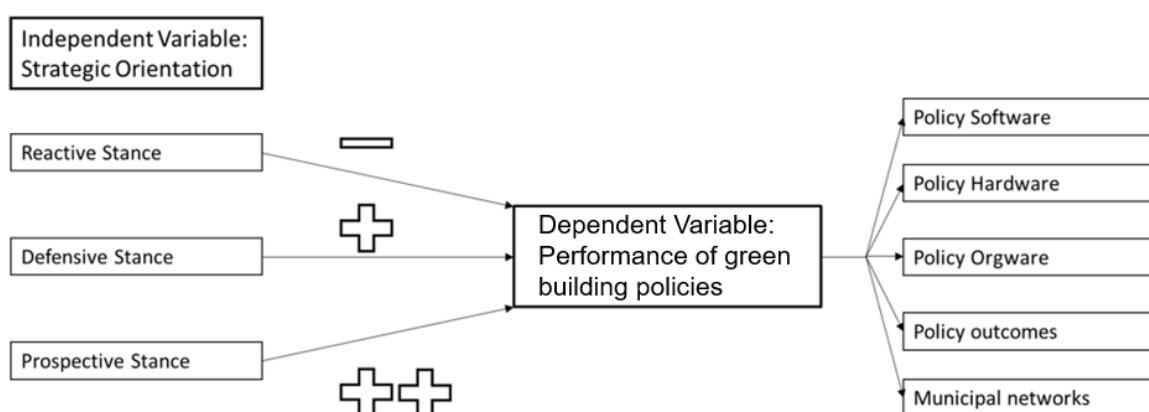 Independent Variable:
Strategic Orientation
Reactive Stance
Defensive Stance
Prospective Stance
Dependent Variable:
Performance of green
building policies
Policy Software
Policy Hardware
Policy Orgware
Policy outcomes
Municipal networks